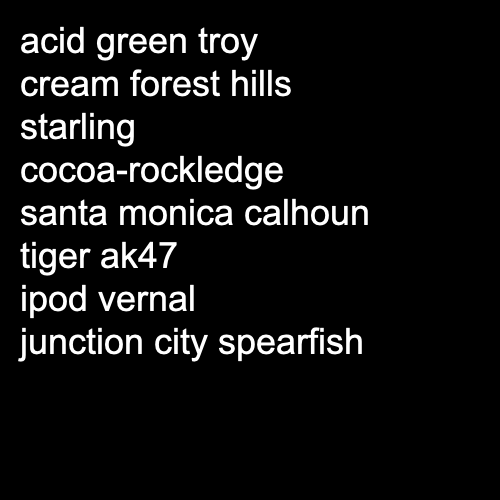 acid green troy
cream forest hills
starling
cocoa-rockledge
santa monica calhoun
tiger ak47
ipod vernal
junction city spearfish